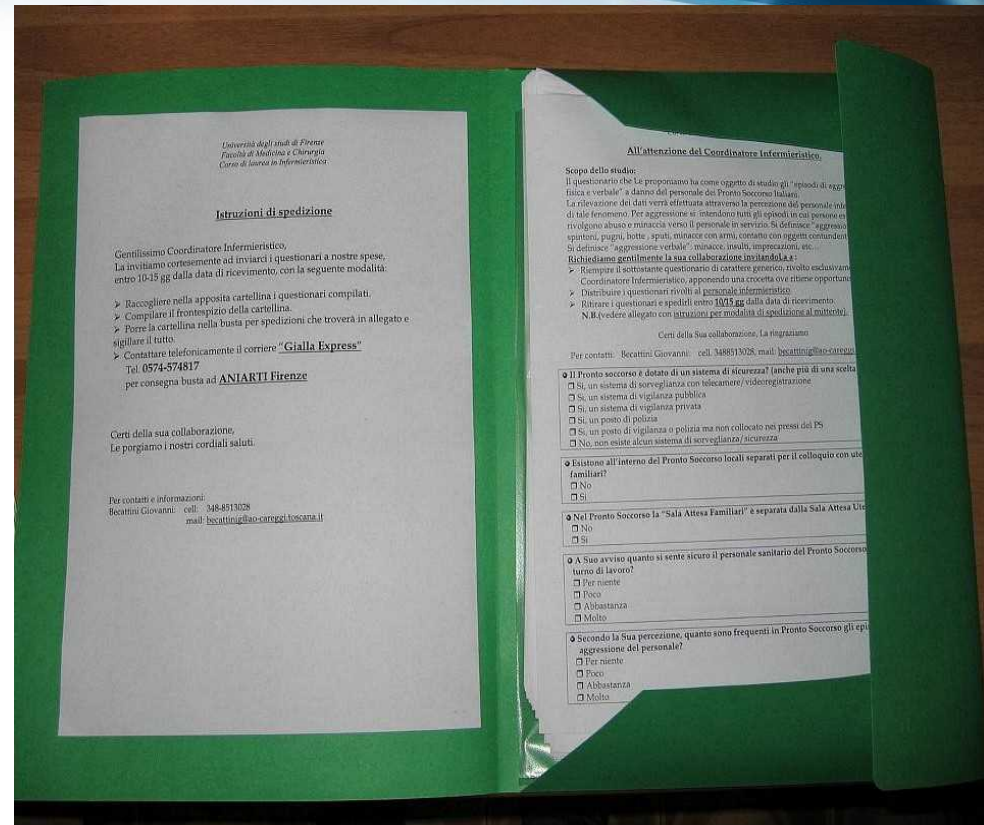 Università degli studi di Firenze
Facoltà di Medicina e Chirurgia
Corso di laurea in Infermieristica
Istruzioni di spedizione
Gentilissimo Coordinatore Infermieristico,
La invitiamo cortesemente ad inviarci i questionari a nostre spese,
entro 10-15 gg dalla data di ricevimento, con la seguente modalità:
➢ Raccogliere nella apposita cartellina i questionari compilati.
➢ Compilare il frontespizio della cartellina.
➢ Porre la cartellina nella busta per spedizioni che troverà in allegato e
sigillare il tutto.
➢ Contattare telefonicamente il corriere "Gialla Express"
Tel. 0574-574817
per consegna busta ad ANIARTI Firenze
Certi della sua collaborazione,
Le porgiamo i nostri cordiali saluti.
Per contatti e informazioni:
Becattini Giovanni: cell: 348-8513028
mail: becattinig@ao-careggi.toscana.it
All'attenzione del Coordinatore Infermieristico.
Scopo dello studio:
Il questionario che Le proponiamo ha come oggetto di studio gli "episodi di aggr
fisica e verbale" a danno del personale dei Pronto Soccorso Italiani.
La rilevazione dei dati verrà effettuata attraverso la percezione del personale infe
di tale fenomeno. Per aggressione si intendono tutti gli episodi in cui persone es
rivolgono abuso e minaccia verso il personale in servizio. Si definisce "aggressio
spintoni, pugni, botte, sputi, minacce con armi, contatto con oggetti contundent
Si definisce "aggressione verbale": minacce, insulti, imprecazioni, etc...
Richiediamo gentilmente la sua collaborazione invitandoLa a:
➢ Riempire il sottostante questionario di carattere generico, rivolto esclusivam
Coordinatore Infermieristico, apponendo una crocetta ove ritiene opportuno
➢ Distribuire i questionari rivolti al personale infermieristico.
➢ Ritirare i questionari e spedirli entro 10/15 gg dalla data di ricevimento.
N.B.(vedere allegato con istruzioni per modalità di spedizione al mittente).
Certi della Sua collaborazione, La ringraziamo
Per contatti: Becattini Giovanni: cell. 3488513028, mail: becattinig@ao-careggi
Il Pronto soccorso è dotato di un sistema di sicurezza? (anche più di una scelta
☐ Si, un sistema di sorveglianza con telecamere/videoregistrazione
☐ Si, un sistema di vigilanza pubblica
☐ Si, un sistema di vigilanza privata
☐ Si, un posto di polizia
☐ Si, un posto di vigilanza o polizia ma non collocato nei pressi del PS
☐ No, non esiste alcun sistema di sorveglianza/sicurezza
Esistono all'interno del Pronto Soccorso locali separati per il colloquio con ute
familiari?
☐ No
☐ Si
Nel Pronto Soccorso la "Sala Attesa Familiari" è separata dalla Sala Attesa Ute
☐ No
☐ Si
A Suo avviso quanto si sente sicuro il personale sanitario del Pronto Soccorso
turno di lavoro?
☐ Per niente
☐ Poco
☐ Abbastanza
☐ Molto
Secondo la Sua percezione, quanto sono frequenti in Pronto Soccorso gli epi
aggressione del personale?
☐ Per niente
☐ Poco
☐ Abbastanza
☐ Molto